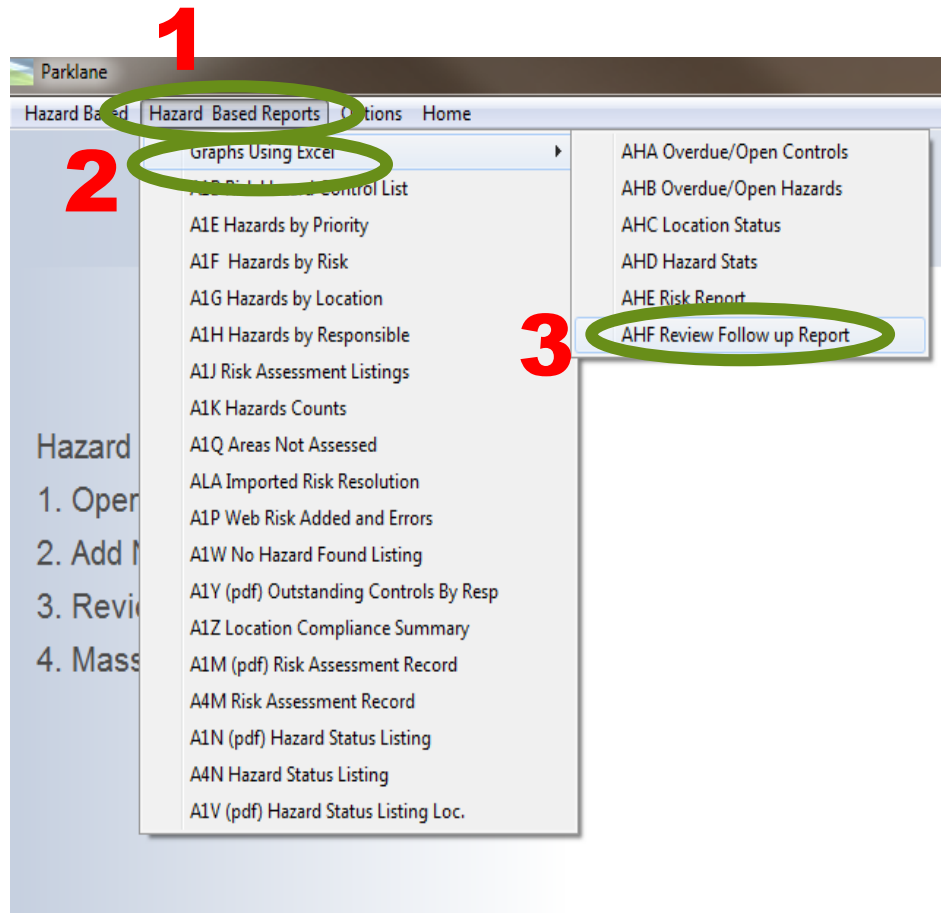 1
Parklane
Hazard Based Hazard Based Reports Options Home
2
Graphs Using Excel
Hazard Control List
A1E Hazards by Priority
A1F Hazards by Risk
A1G Hazards by Location
A1H Hazards by Responsible
A1J Risk Assessment Listings
A1K Hazards Counts
A1Q Areas Not Assessed
ALA Imported Risk Resolution
A1P Web Risk Added and Errors
A1W No Hazard Found Listing
A1Y (pdf) Outstanding Controls By Resp
A1Z Location Compliance Summary
A1M (pdf) Risk Assessment Record
A4M Risk Assessment Record
A1N (pdf) Hazard Status Listing
A4N Hazard Status Listing
A1V (pdf) Hazard Status Listing Loc.
AHA Overdue/Open Controls
AHB Overdue/Open Hazards
AHC Location Status
AHD Hazard Stats
AHE Risk Report
3
AHF Review Follow up Report
Hazard
1. Oper
2. Add
3. Revi
4. Mass